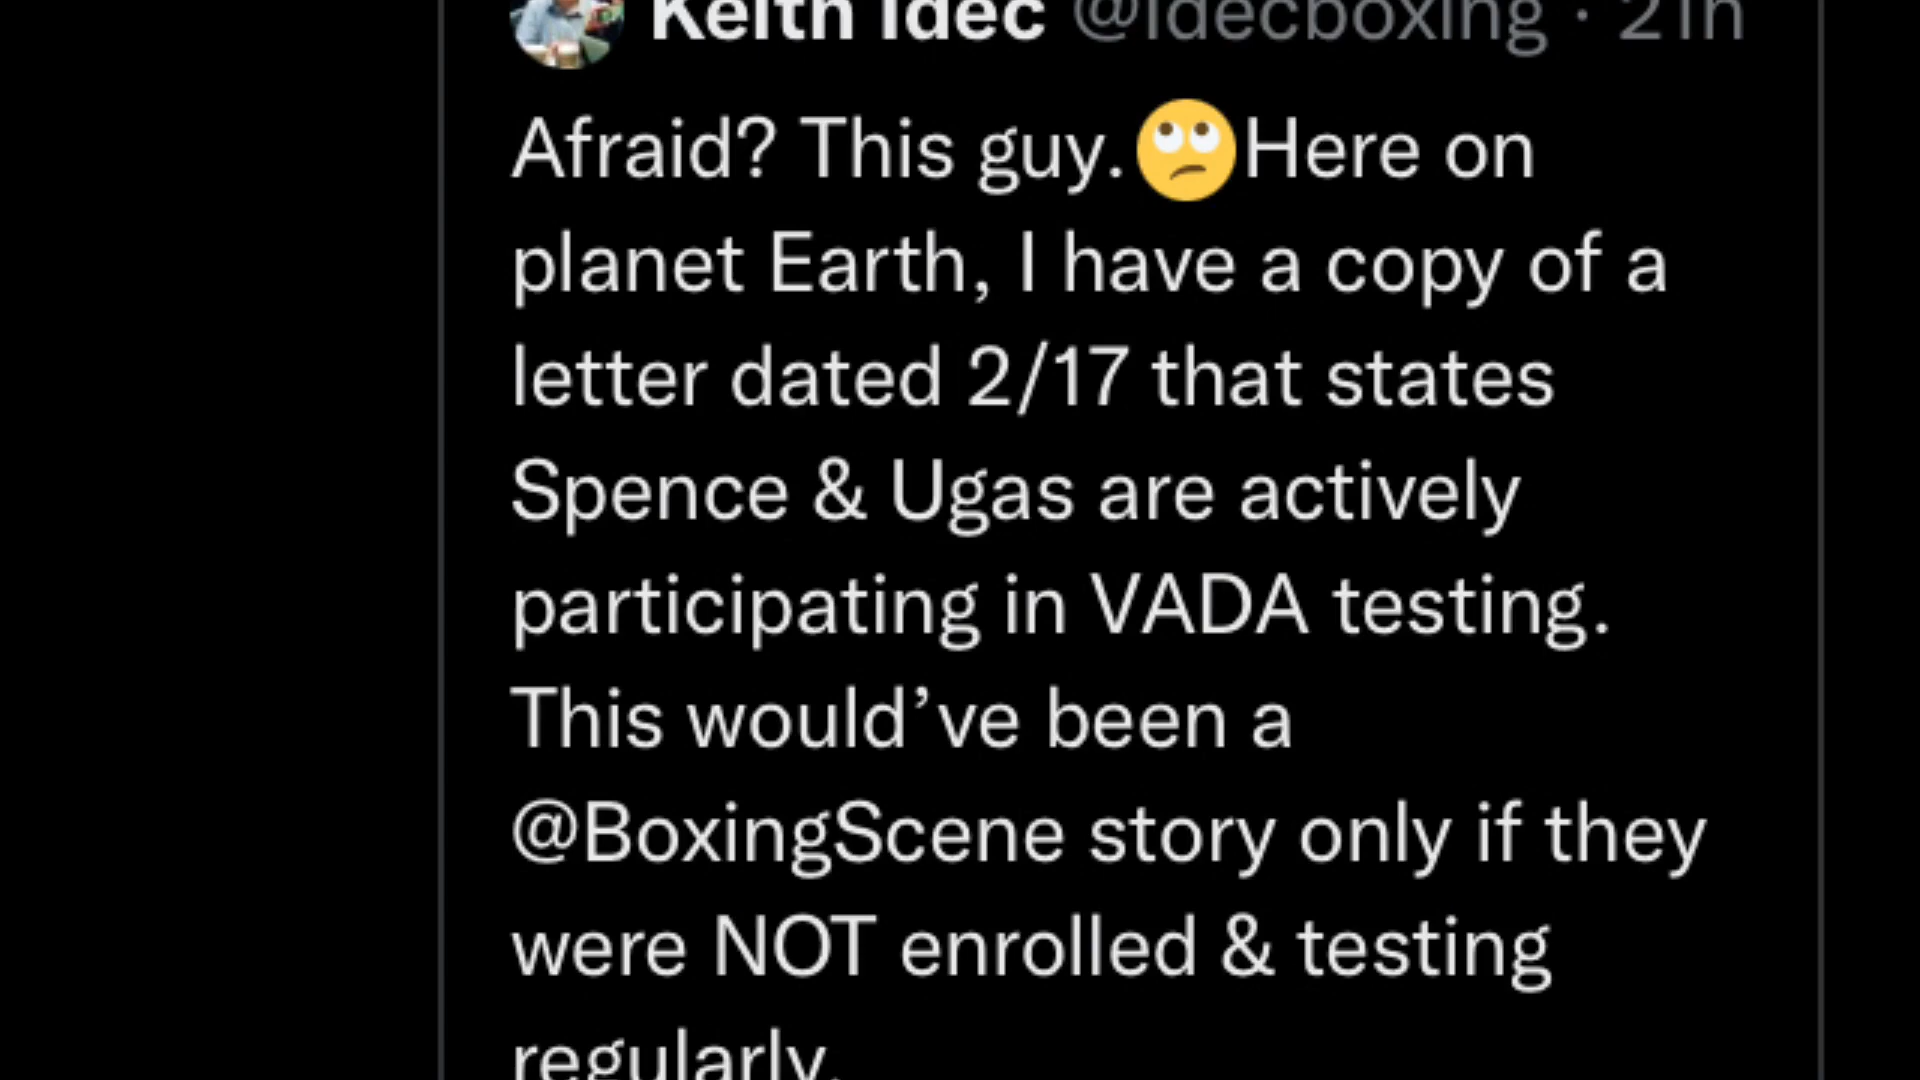 Keith Idec @Idecboxing · 21h
Afraid? This guy.🙄Here on
planet Earth, I have a copy of a
letter dated 2/17 that states
Spence & Ugas are actively
participating in VADA testing.
This would’ve been a
@BoxingScene story only if they
were NOT enrolled & testing
regularly.